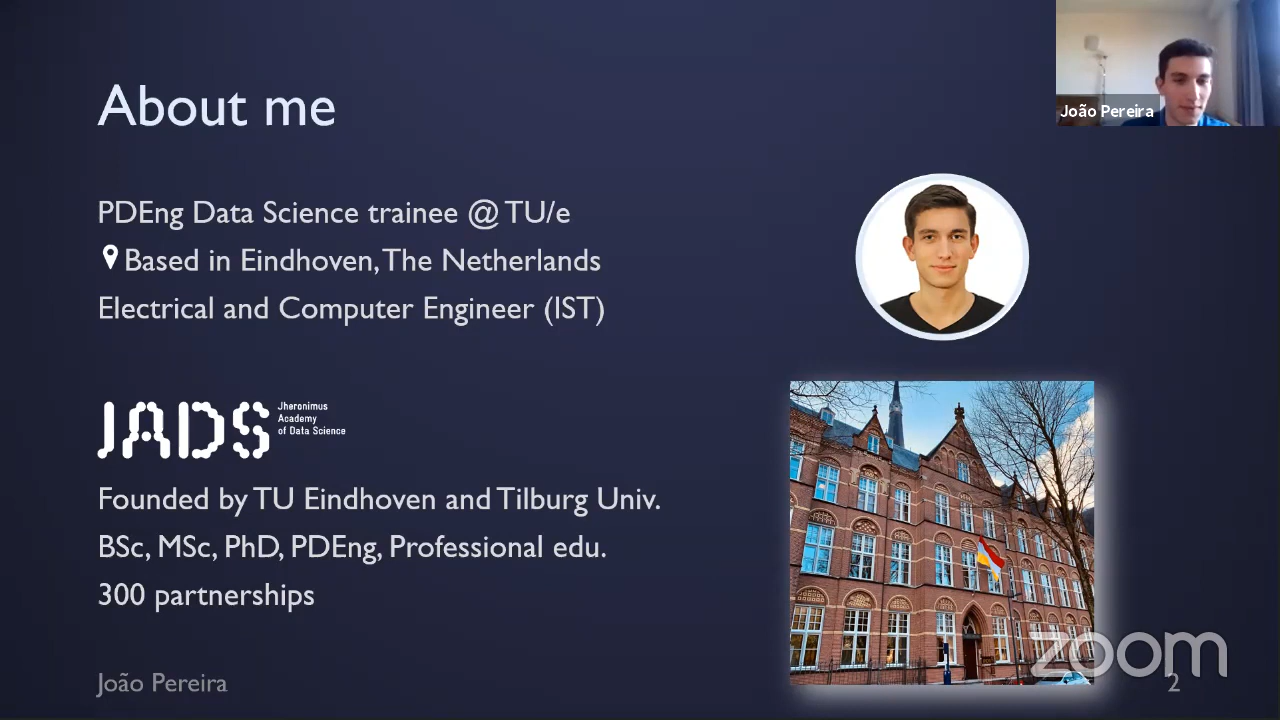 About me
João Pereira
PDEng Data Science trainee @ TU/e
Based in Eindhoven, The Netherlands
Electrical and Computer Engineer (IST)
JADS
Jheronimus
Academy
of Data Science
Founded by TU Eindhoven and Tilburg Univ.
BSc, MSc, PhD, PDEng, Professional edu.
300 partnerships
zoom
João Pereira
2